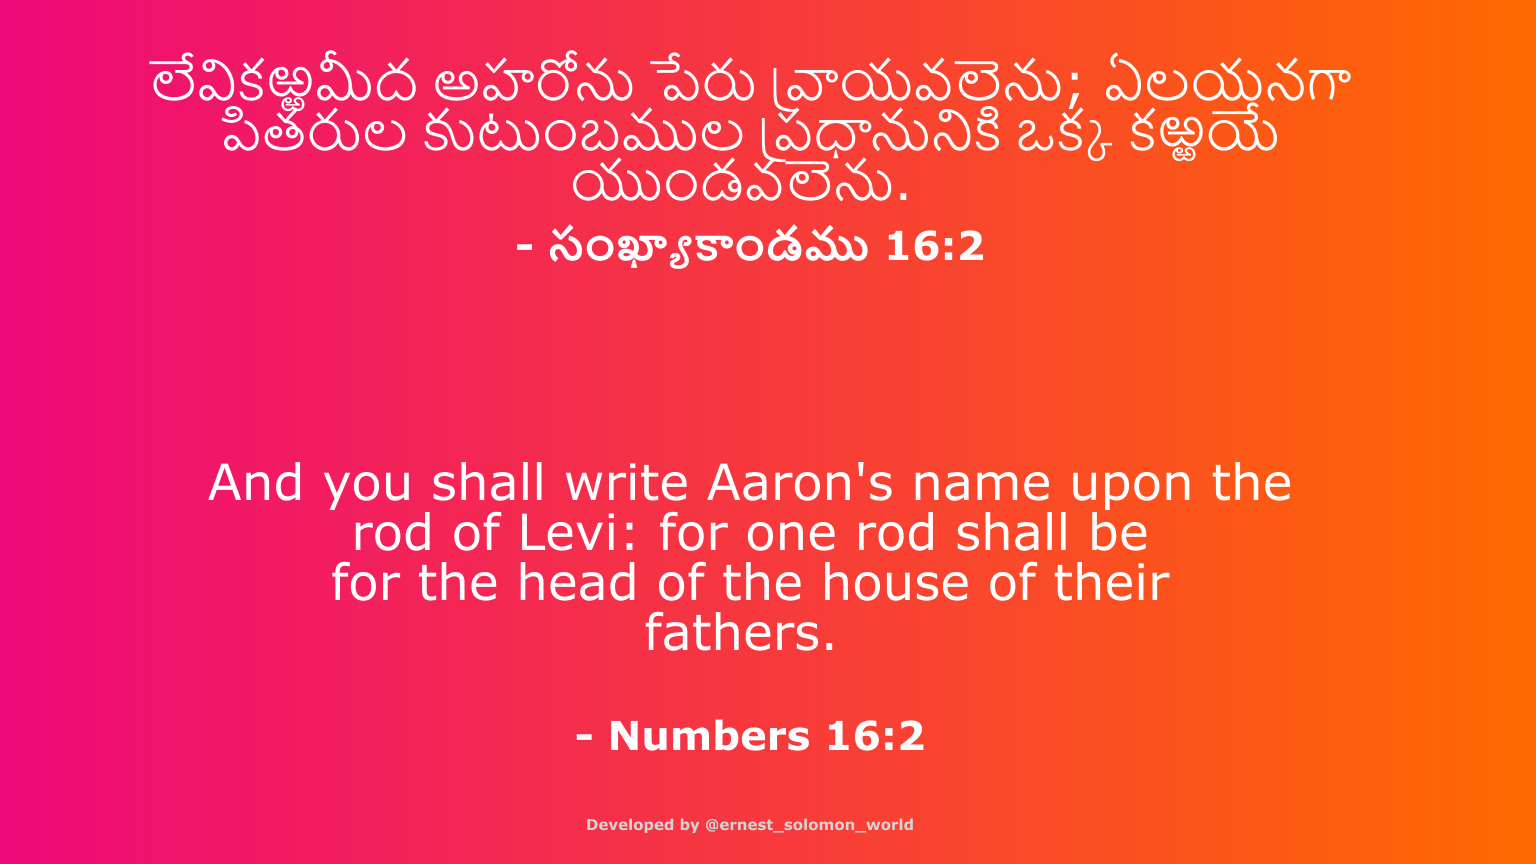 లేవికఱ్ఱమీద అహరోను పేరు వ్రాయవలెను; ఏలయనగా
పితరుల కుటుంబముల ప్రధానునికి ఒక్క కఱ్ఱయే
యుండవలెను.
- సంఖ్యాకాండము 16:2
And you shall write Aaron's name upon the
rod of Levi: for one rod shall be
for the head of the house of their
fathers.
- Numbers 16:2
Developed by @ernest_solomon_world